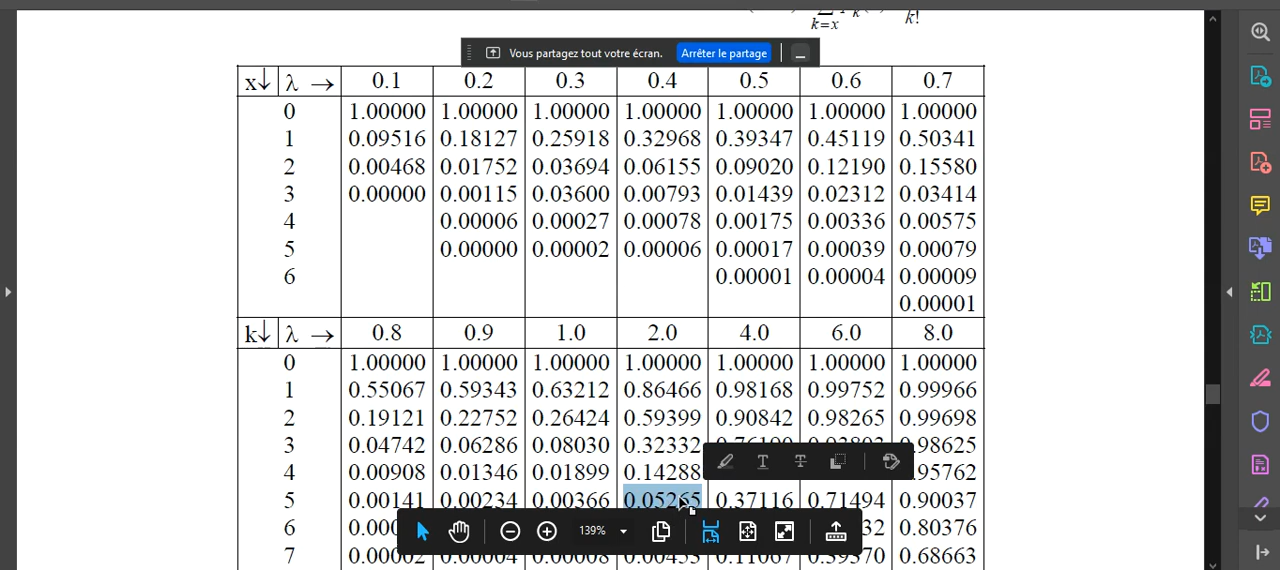 k=x k!
Vous partagez tout votre écran. Arrêter le partage
x↓ λ → 0.1 0.2 0.3 0.4 0.5 0.6 0.7
0 1.00000 1.00000 1.00000 1.00000 1.00000 1.00000 1.00000
1 0.09516 0.18127 0.25918 0.32968 0.39347 0.45119 0.50341
2 0.00468 0.01752 0.03694 0.06155 0.09020 0.12190 0.15580
3 0.00000 0.00115 0.03600 0.00793 0.01439 0.02312 0.03414
4 0.00006 0.00027 0.00078 0.00175 0.00336 0.00575
5 0.00000 0.00002 0.00006 0.00017 0.00039 0.00079
6 0.00001 0.00004 0.00009
0.00001
k↓ λ → 0.8 0.9 1.0 2.0 4.0 6.0 8.0
0 1.00000 1.00000 1.00000 1.00000 1.00000 1.00000 1.00000
1 0.55067 0.59343 0.63212 0.86466 0.98168 0.99752 0.99966
2 0.19121 0.22752 0.26424 0.59399 0.90842 0.98265 0.99698
3 0.04742 0.06286 0.08030 0.32332 .98625
4 0.00908 0.01346 0.01899 0.14288 .95762
5 0.00141 0.00234 0.00366 0.05265 0.37116 0.71494 0.90037
6 0.80376
139%
7 0.68663